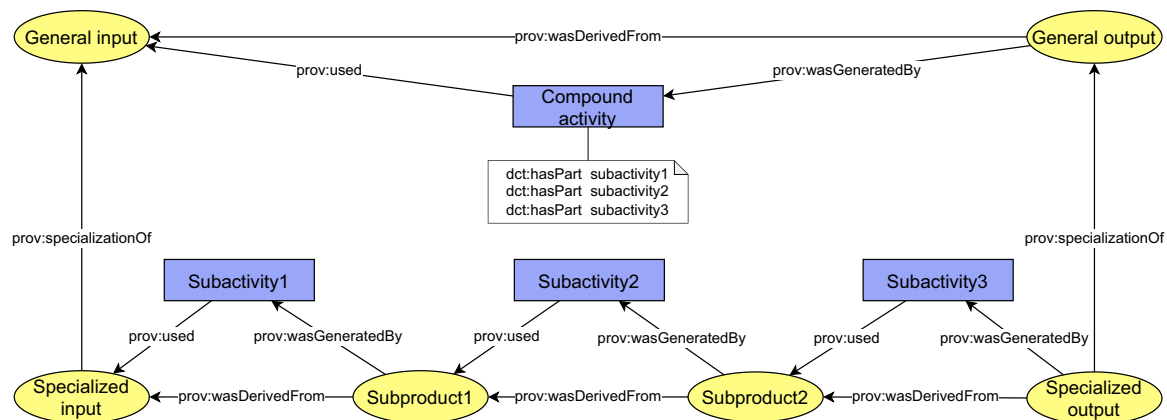 General input
prov:wasDerivedFrom
General output
prov:used
prov:wasGeneratedBy
Compound
activity
dct:hasPart subactivity1
dct:hasPart subactivity2
dct:hasPart subactivity3
prov:specializationOf
prov:specializationOf
Subactivity1
Subactivity2
Subactivity3
prov:used
prov:wasGeneratedBy
prov:used
prov:wasGeneratedBy
prov:used
prov:wasGeneratedBy
Specialized
input
prov:wasDerivedFrom
Subproduct1
prov:wasDerivedFrom
Subproduct2
prov:wasDerivedFrom
Specialized
output